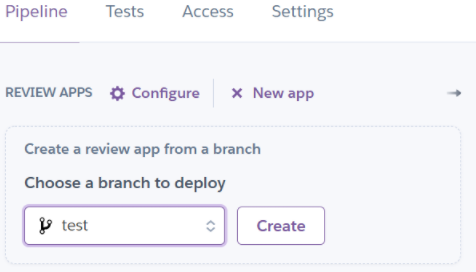 Pipeline Tests Access Settings
REVIEW APPS Configure New app
Create a review app from a branch
Choose a branch to deploy
test Create